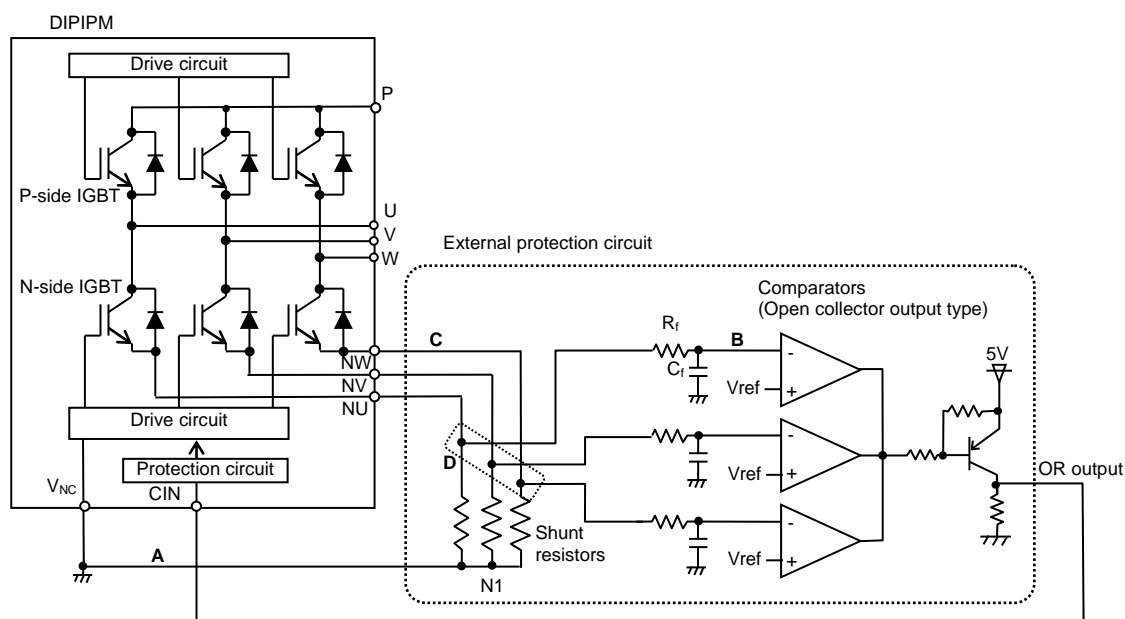 DIPIPM
Drive circuit
P
P-side IGBT
U
V
W
External protection circuit
N-side IGBT
Comparators
(Open collector output type)
C
Rf
B
-
5V
NW
Cf
Vref
+
NV
NU
Drive circuit
-
D
Protection circuit
Vref
+
OR output
VNC
CIN
-
Shunt
resistors
A
Vref
+
N1